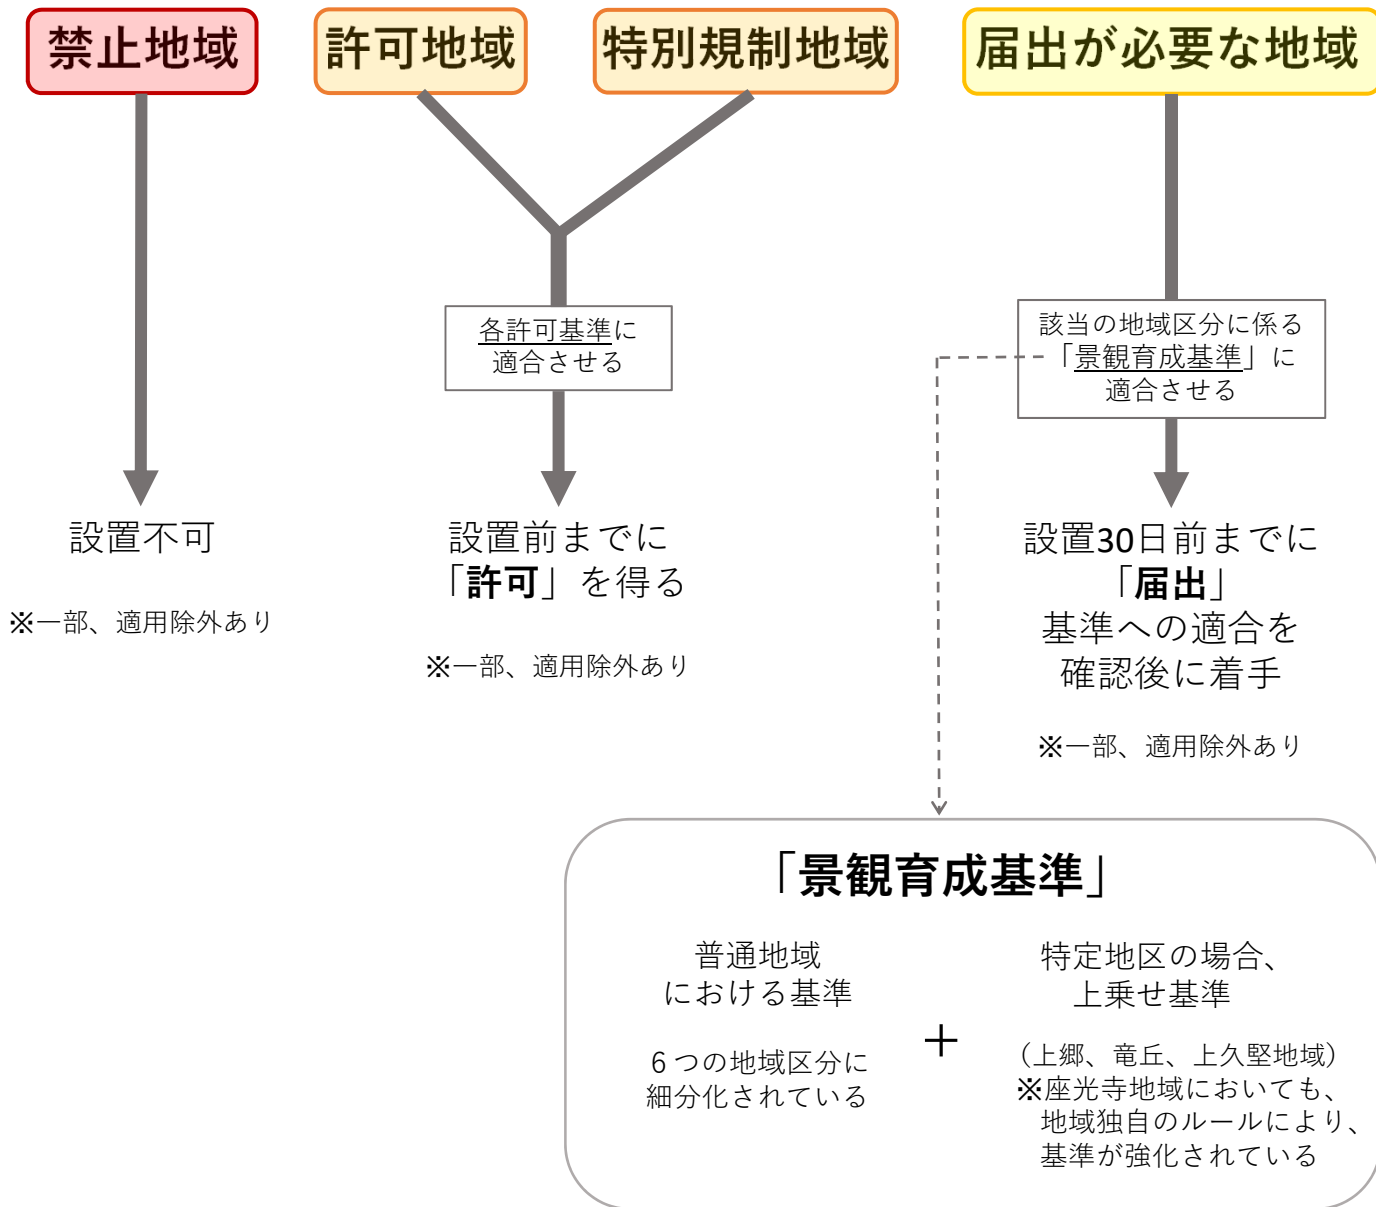 禁止地域
許可地域
特別規制地域
届出が必要な地域
各許可基準に
適合させる
該当の地域区分に係る
「景観育成基準」に
適合させる
設置不可
※一部、適用除外あり
設置前までに
「許可」を得る
※一部、適用除外あり
設置30日前までに
「届出」
基準への適合を
確認後に着手
※一部、適用除外あり
「景観育成基準」
普通地域
における基準
６つの地域区分に
細分化されている
＋
特定地区の場合、
上乗せ基準
（上郷、竜丘、上久堅地域）
※座光寺地域においても、
地域独自のルールにより、
基準が強化されている